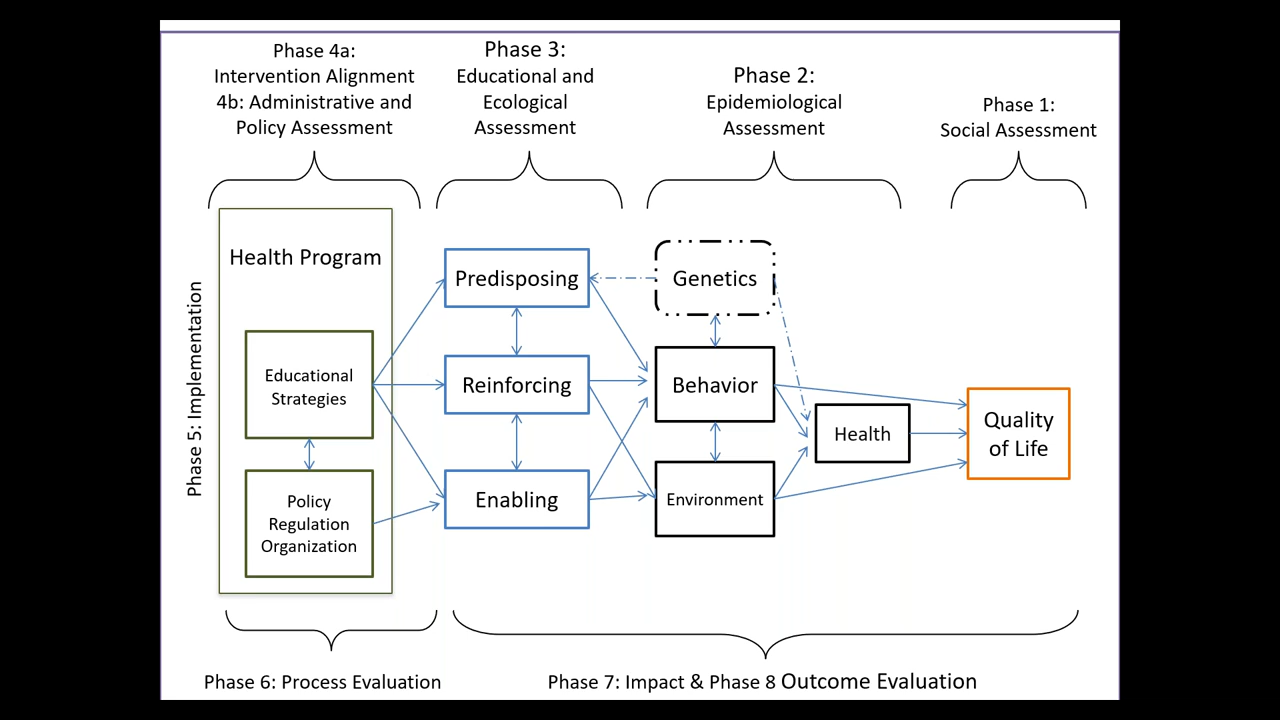 Phase 4a:
Intervention Alignment
4b: Administrative and
Policy Assessment
Phase 3:
Educational and
Ecological
Assessment
Phase 2:
Epidemiological
Assessment
Phase 1:
Social Assessment
Phase 5: Implementation
Health Program
Educational
Strategies
Policy
Regulation
Organization
Predisposing
Reinforcing
Enabling
Genetics
Behavior
Environment
Health
Quality
of Life
Phase 6: Process Evaluation
Phase 7: Impact & Phase 8 Outcome Evaluation